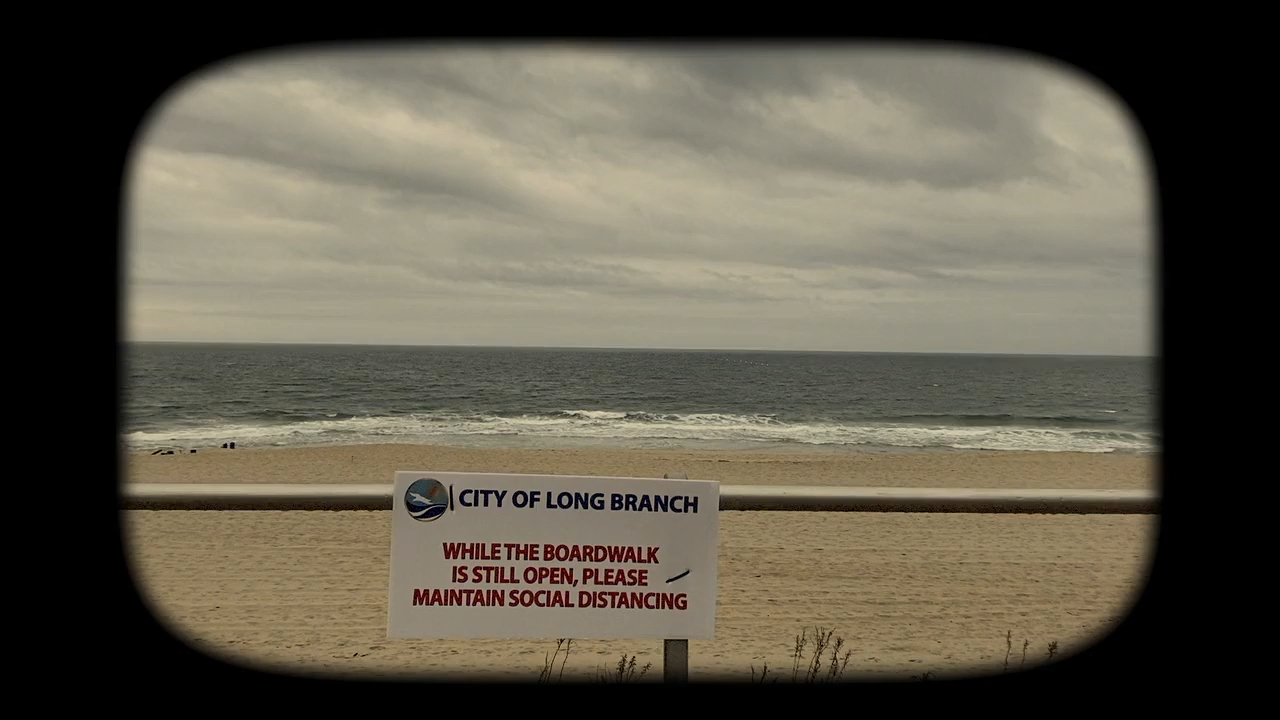 CITY OF LONG BRANCH
WHILE THE BOARDWALK
IS STILL OPEN, PLEASE
MAINTAIN SOCIAL DISTANCING